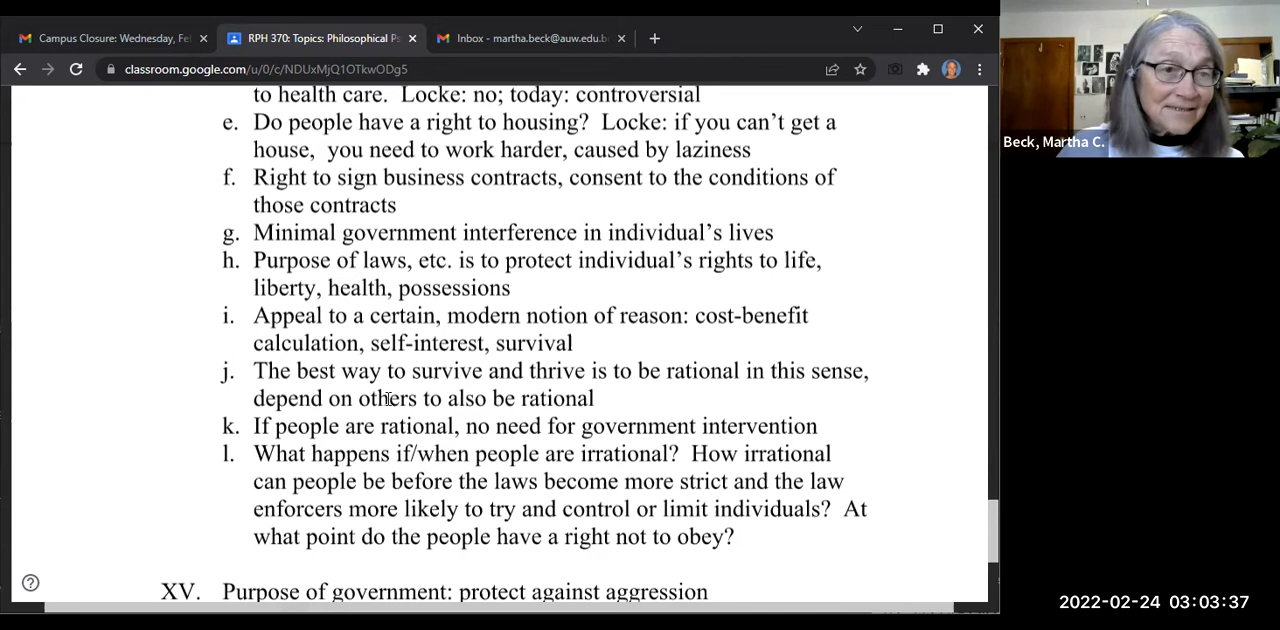 Campus Closure: Wednesday, Fe
RPH 370: Topics: Philosophical Ps
Inbox - martha.beck@auw.edu.b
classroom.google.com/u/0/c/NDUxMjQ1OTkwODg5
to health care. Locke: no; today: controversial
e. Do people have a right to housing? Locke: if you can't get a
house, you need to work harder, caused by laziness
f. Right to sign business contracts, consent to the conditions of
those contracts
g. Minimal government interference in individual's lives
h. Purpose of laws, etc. is to protect individual's rights to life,
liberty, health, possessions
i. Appeal to a certain, modern notion of reason: cost-benefit
calculation, self-interest, survival
j. The best way to survive and thrive is to be rational in this sense,
depend on others to also be rational
k. If people are rational, no need for government intervention
l. What happens if/when people are irrational? How irrational
can people be before the laws become more strict and the law
enforcers more likely to try and control or limit individuals? At
what point do the people have a right not to obey?
XV. Purpose of government: protect against aggression
Beck, Martha C.
2022-02-24 03:03:37